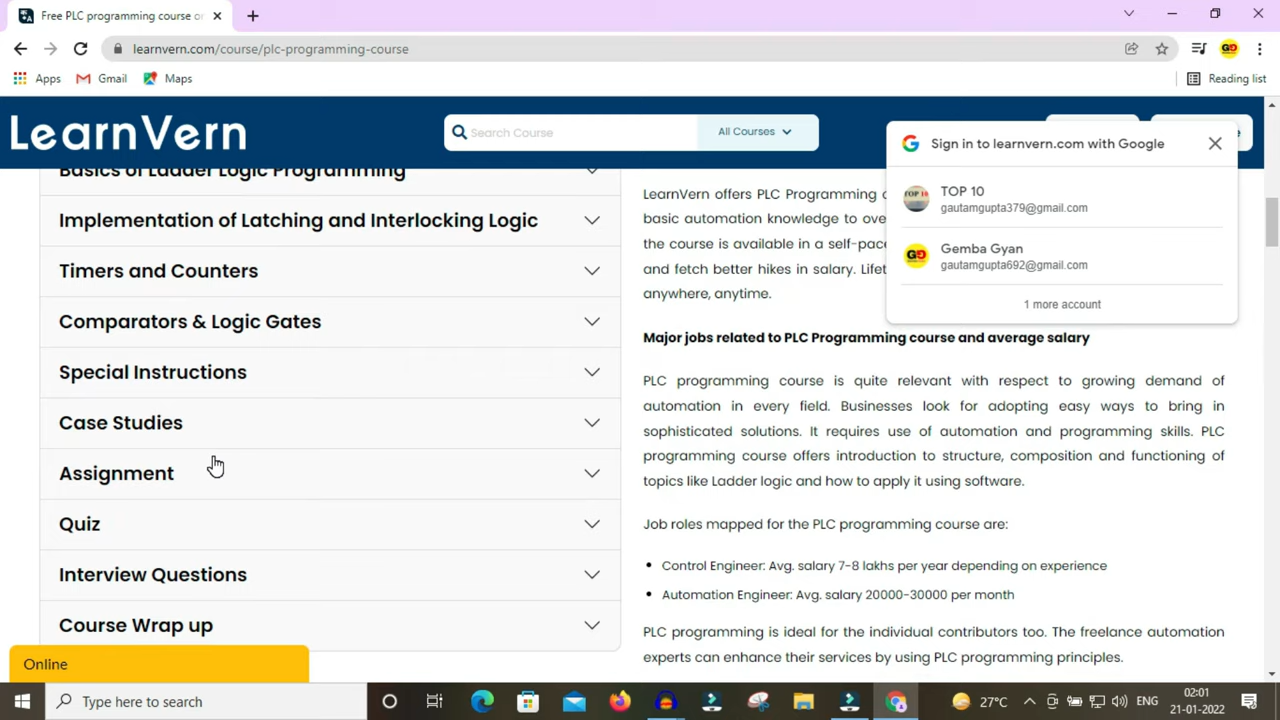 Free PLC programming course or
learnvern.com/course/plc-programming-course
Apps
Gmail
Maps
Reading list
LearnVern
Search Course
All Courses
Sign in to learnvern.com with Google
TOP 10
gautamgupta379@gmail.com
Gemba Gyan
gautamgupta692@gmail.com
1 more account
Basics of Ladder Logic Programming
Implementation of Latching and Interlocking Logic
Timers and Counters
Comparators & Logic Gates
Special Instructions
Case Studies
Assignment
Quiz
Interview Questions
Course Wrap up
Online
LearnVern offers PLC Programming
basic automation knowledge to
the course is available in a
and fetch better hikes in salary.
anywhere, anytime.
Major jobs related to PLC Programming course and average salary
PLC programming course is quite relevant with respect to growing demand of
automation in every field. Businesses look for adopting easy ways to bring in
sophisticated solutions. It requires use of automation and programming skills. PLC
programming course offers introduction to structure, composition and functioning of
topics like Ladder logic and how to apply it using software.
Job roles mapped for the PLC programming course are:
• Control Engineer: Avg. salary 7-8 lakhs per year depending on experience
• Automation Engineer: Avg. salary 20000-30000 per month
PLC programming is ideal for the individual contributors too. The freelance automation
experts can enhance their services by using PLC programming principles.
Type here to search
27°C
ENG
02:01
21-01-2022